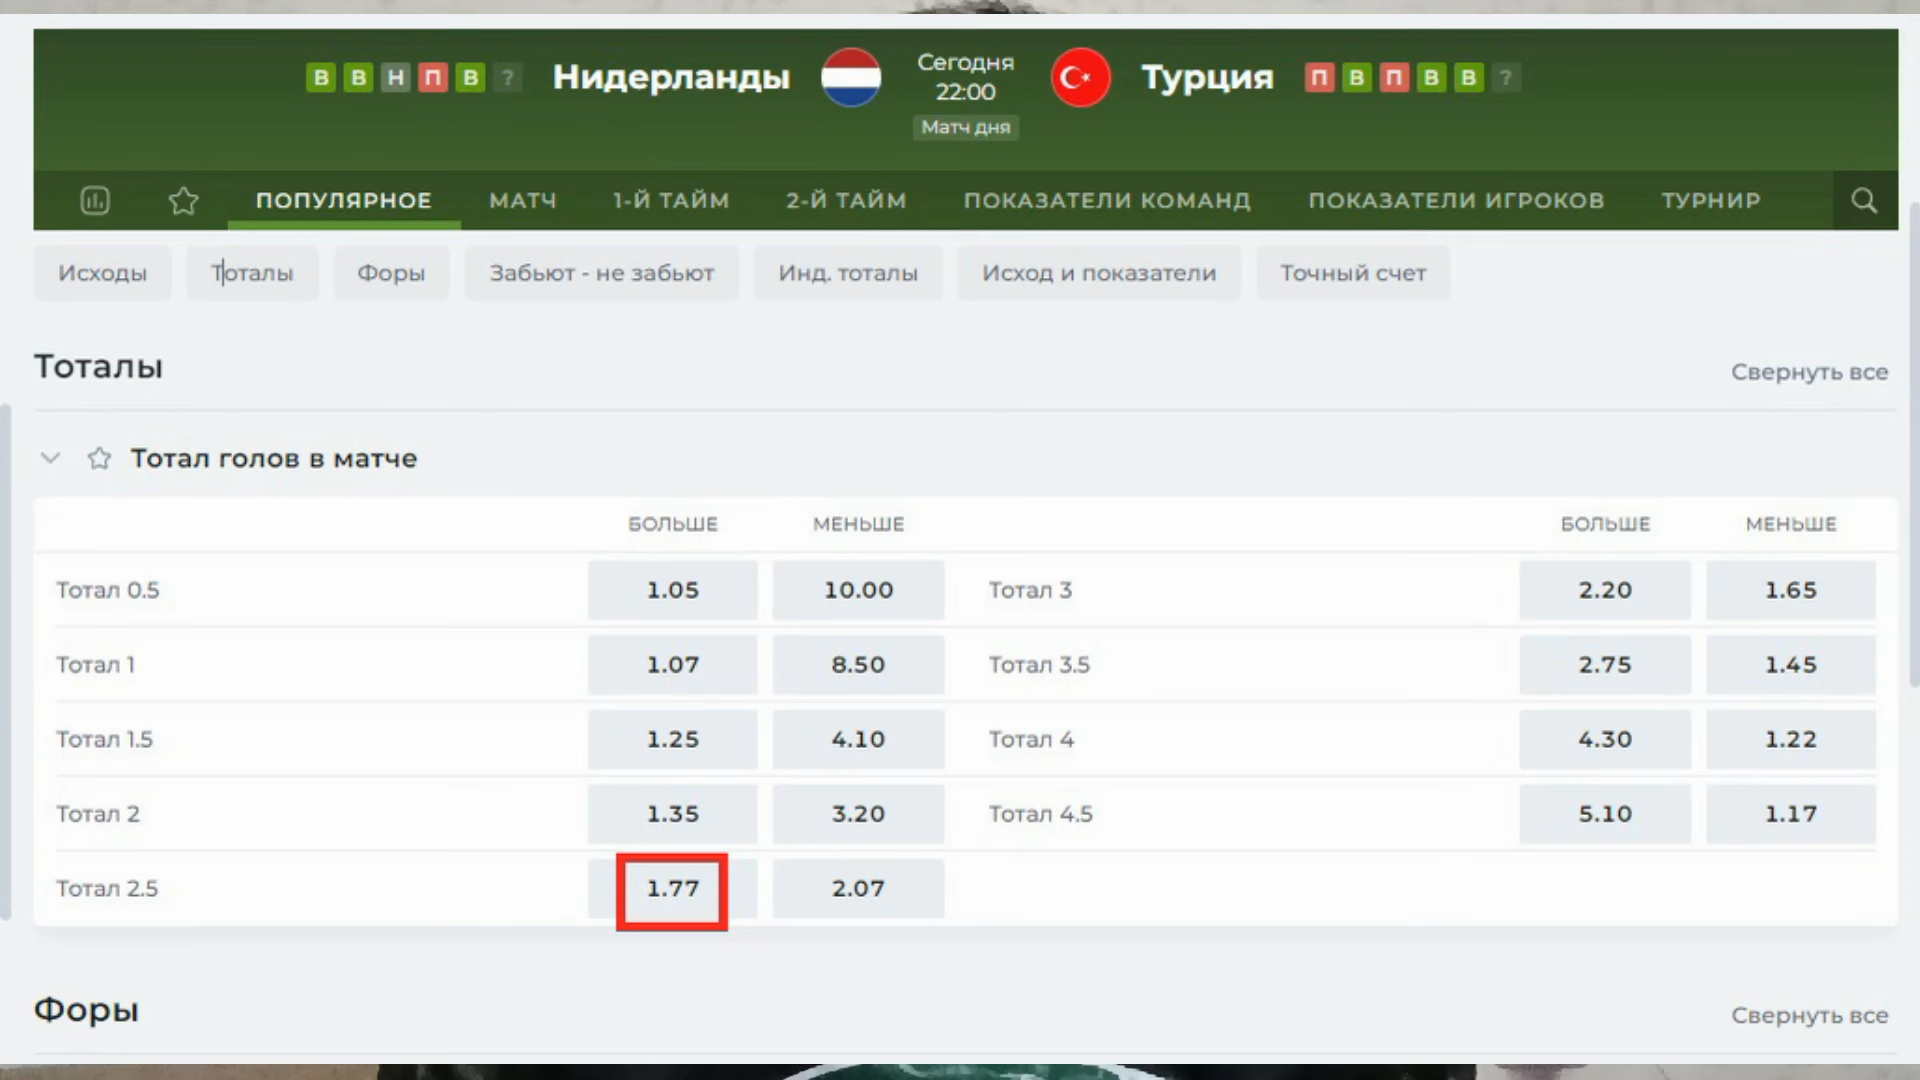 В В Н П В ? Нидерланды Сегодня Турция П В П В В ?
22:00
Матч дня
ПОПУЛЯРНОЕ МАТЧ 1-Й ТАЙМ 2-Й ТАЙМ ПОКАЗАТЕЛИ КОМАНД ПОКАЗАТЕЛИ ИГРОКОВ ТУРНИР
Исходы Тоталы Форы Забьют - не забьют Инд. тоталы Исход и показатели Точный счет
Тоталы Свернуть все
Тотал голов в матче
БОЛЬШЕ МЕНЬШЕ БОЛЬШЕ МЕНЬШЕ
Тотал 0.5 1.05 10.00 Тотал 3 2.20 1.65
Тотал 1 1.07 8.50 Тотал 3.5 2.75 1.45
Тотал 1.5 1.25 4.10 Тотал 4 4.30 1.22
Тотал 2 1.35 3.20 Тотал 4.5 5.10 1.17
Тотал 2.5 1.77 2.07
Форы Свернуть все